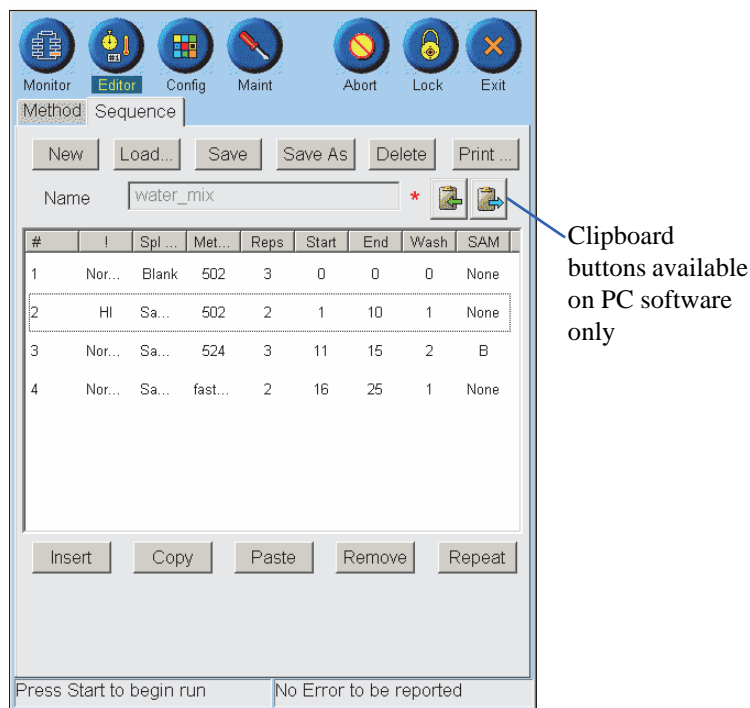 Monitor Editor Config Maint Abort Lock Exit
Method Sequence
New Load... Save Save As Delete Print ...
Name water_mix *
# ! Spl ... Met... Reps Start End Wash SAM
1 Nor... Blank 502 3 0 0 0 None
2 HI Sa... 502 2 1 10 1 None
3 Nor... Sa... 524 3 11 15 2 B
4 Nor... Sa... fast... 2 16 25 1 None
Insert Copy Paste Remove Repeat
Press Start to begin run No Error to be reported
Clipboard
buttons available
on PC software
only